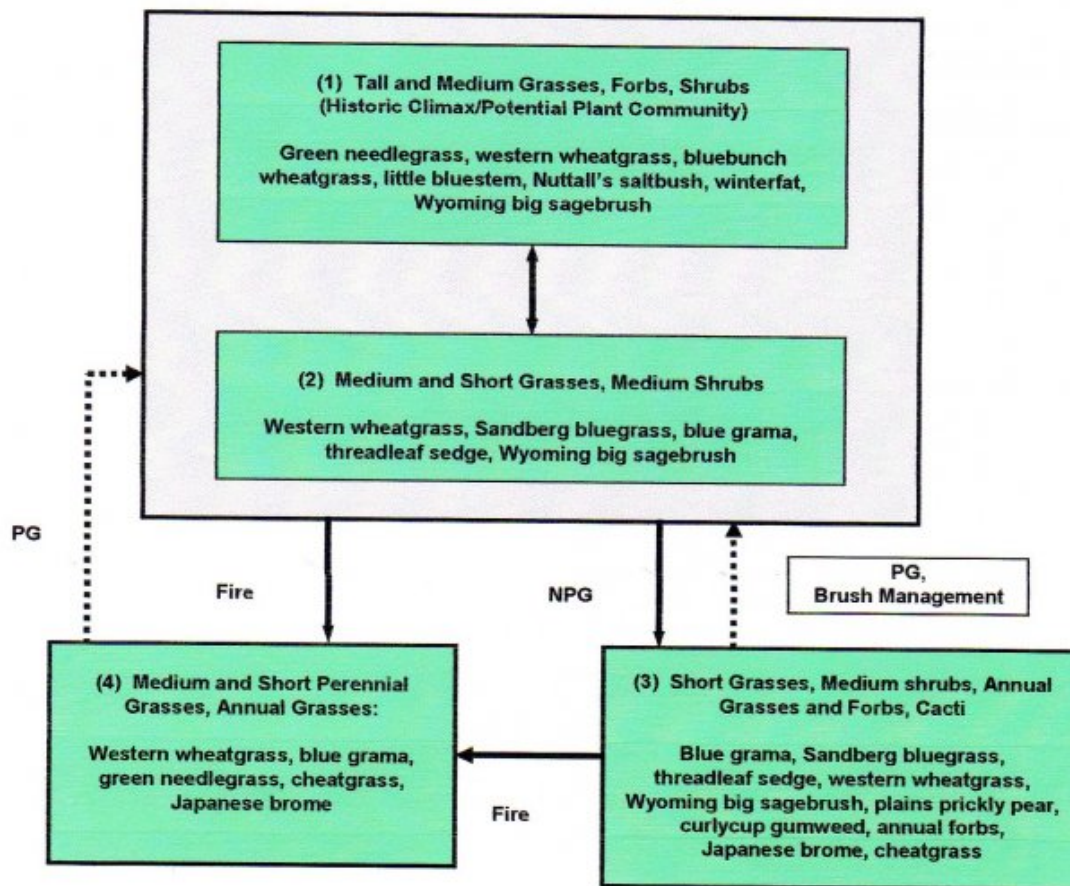 (1) Tall and Medium Grasses, Forbs, Shrubs
(Historic Climax/Potential Plant Community)
Green needlegrass, western wheatgrass, bluebunch
wheatgrass, little bluestem, Nuttall's saltbush, winterfat,
Wyoming big sagebrush
(2) Medium and Short Grasses, Medium Shrubs
Western wheatgrass, Sandberg bluegrass, blue grama,
threadleaf sedge, Wyoming big sagebrush
PG
Fire
NPG
PG,
Brush Management
(4) Medium and Short Perennial
Grasses, Annual Grasses:
Western wheatgrass, blue grama,
green needlegrass, cheatgrass,
Japanese brome
Fire
(3) Short Grasses, Medium shrubs, Annual
Grasses and Forbs, Cacti
Blue grama, Sandberg bluegrass,
threadleaf sedge, western wheatgrass,
Wyoming big sagebrush, plains prickly pear,
curlycup gumweed, annual forbs,
Japanese brome, cheatgrass